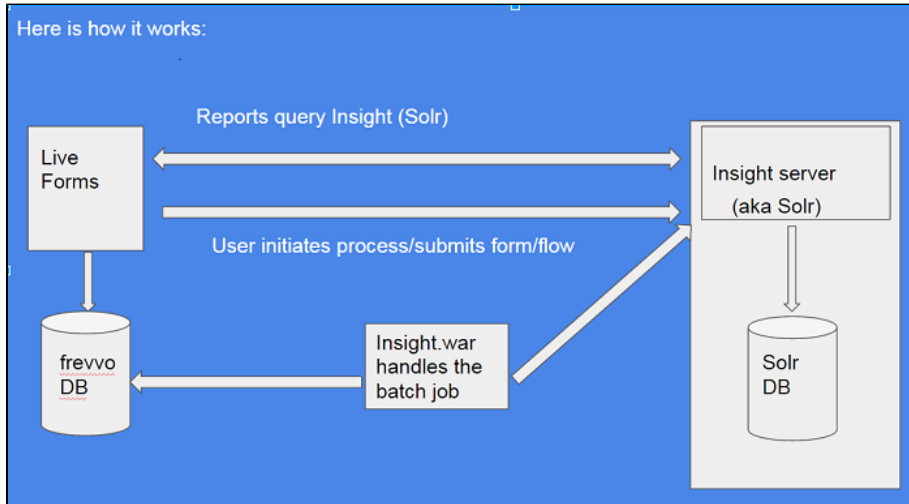 Here is how it works:
Reports query Insight (Solr)
Live
Forms
Insight server
(aka Solr)
User initiates process/submits form/flow
frevvo
DB
Insight.war
handles the
batch job
Solr
DB